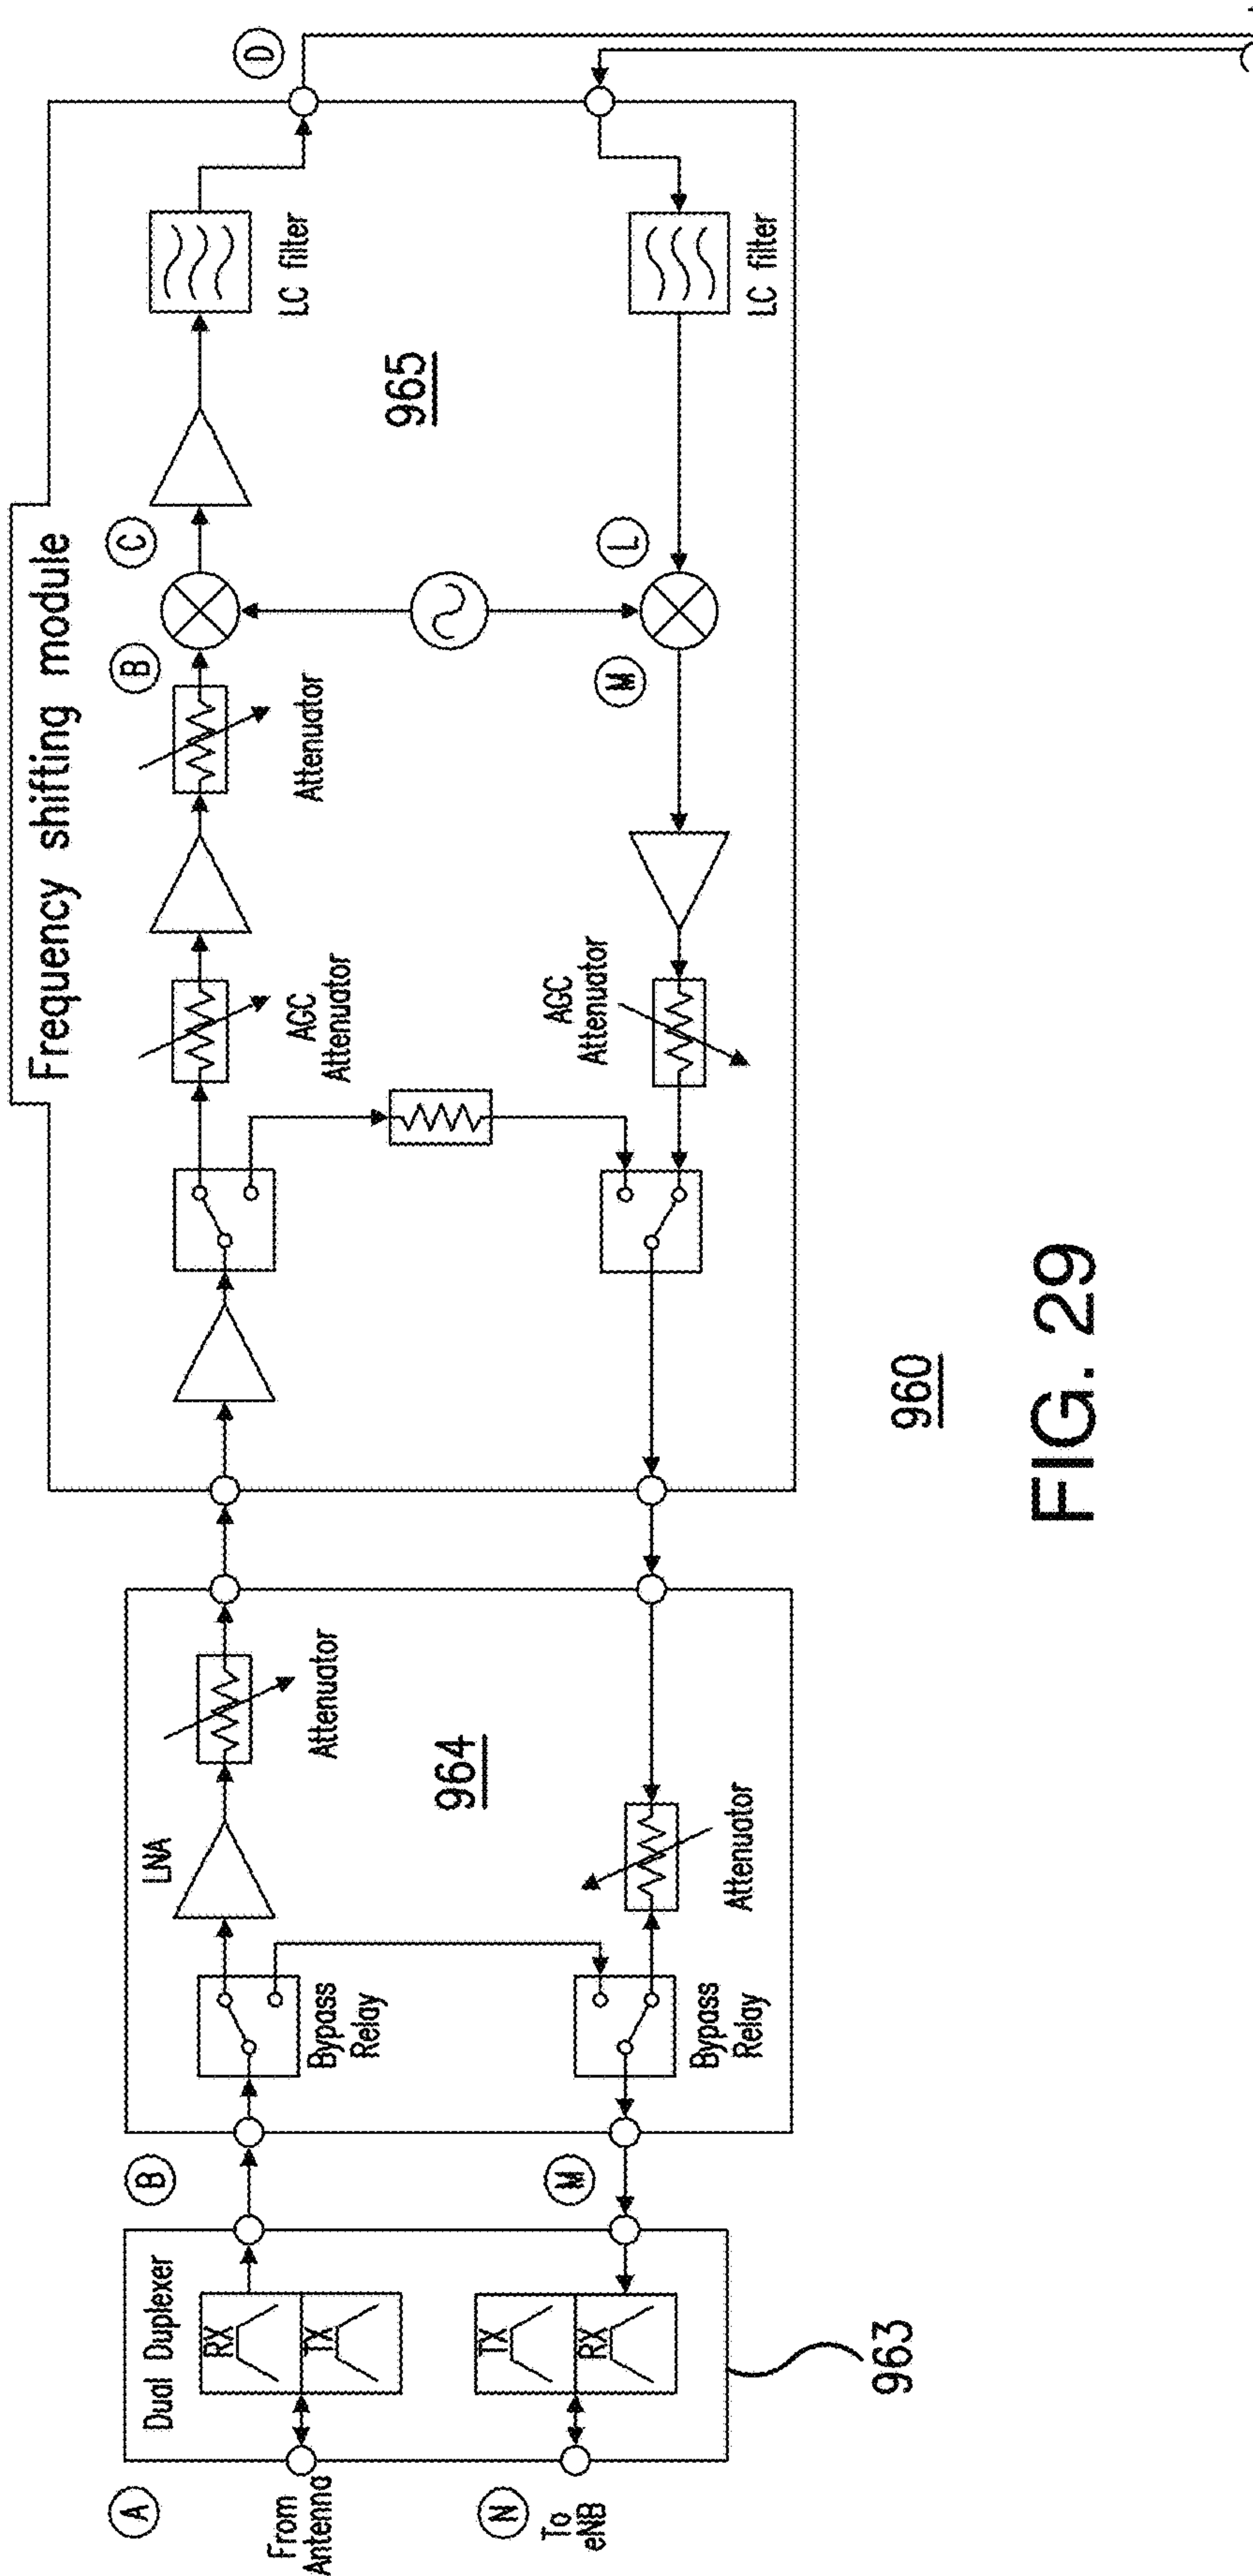 Frequency shifting module
A
From
Antenna
Dual Duplexer
RX
TX
B
Bypass
Relay
LNA
Attenuator
AGC
Attenuator
Attenuator
B
C
LC filter
D
964
965
N
To
eNB
TX
RX
M
Bypass
Relay
Attenuator
AGC
Attenuator
M
L
LC filter
963
960
FIG. 29